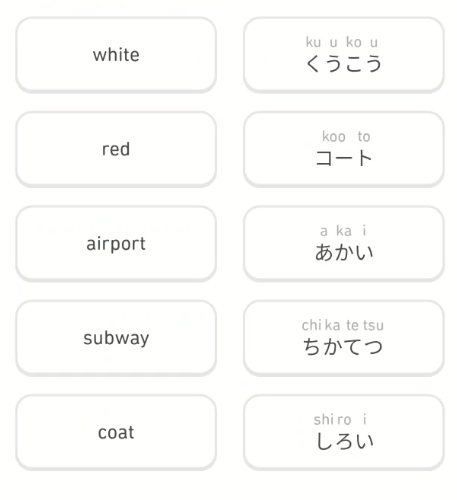 white
ku u ko u
くうこう
red
koo to
コート
airport
a ka i
あかい
subway
chi ka te tsu
ちかてつ
coat
shi ro i
しろい